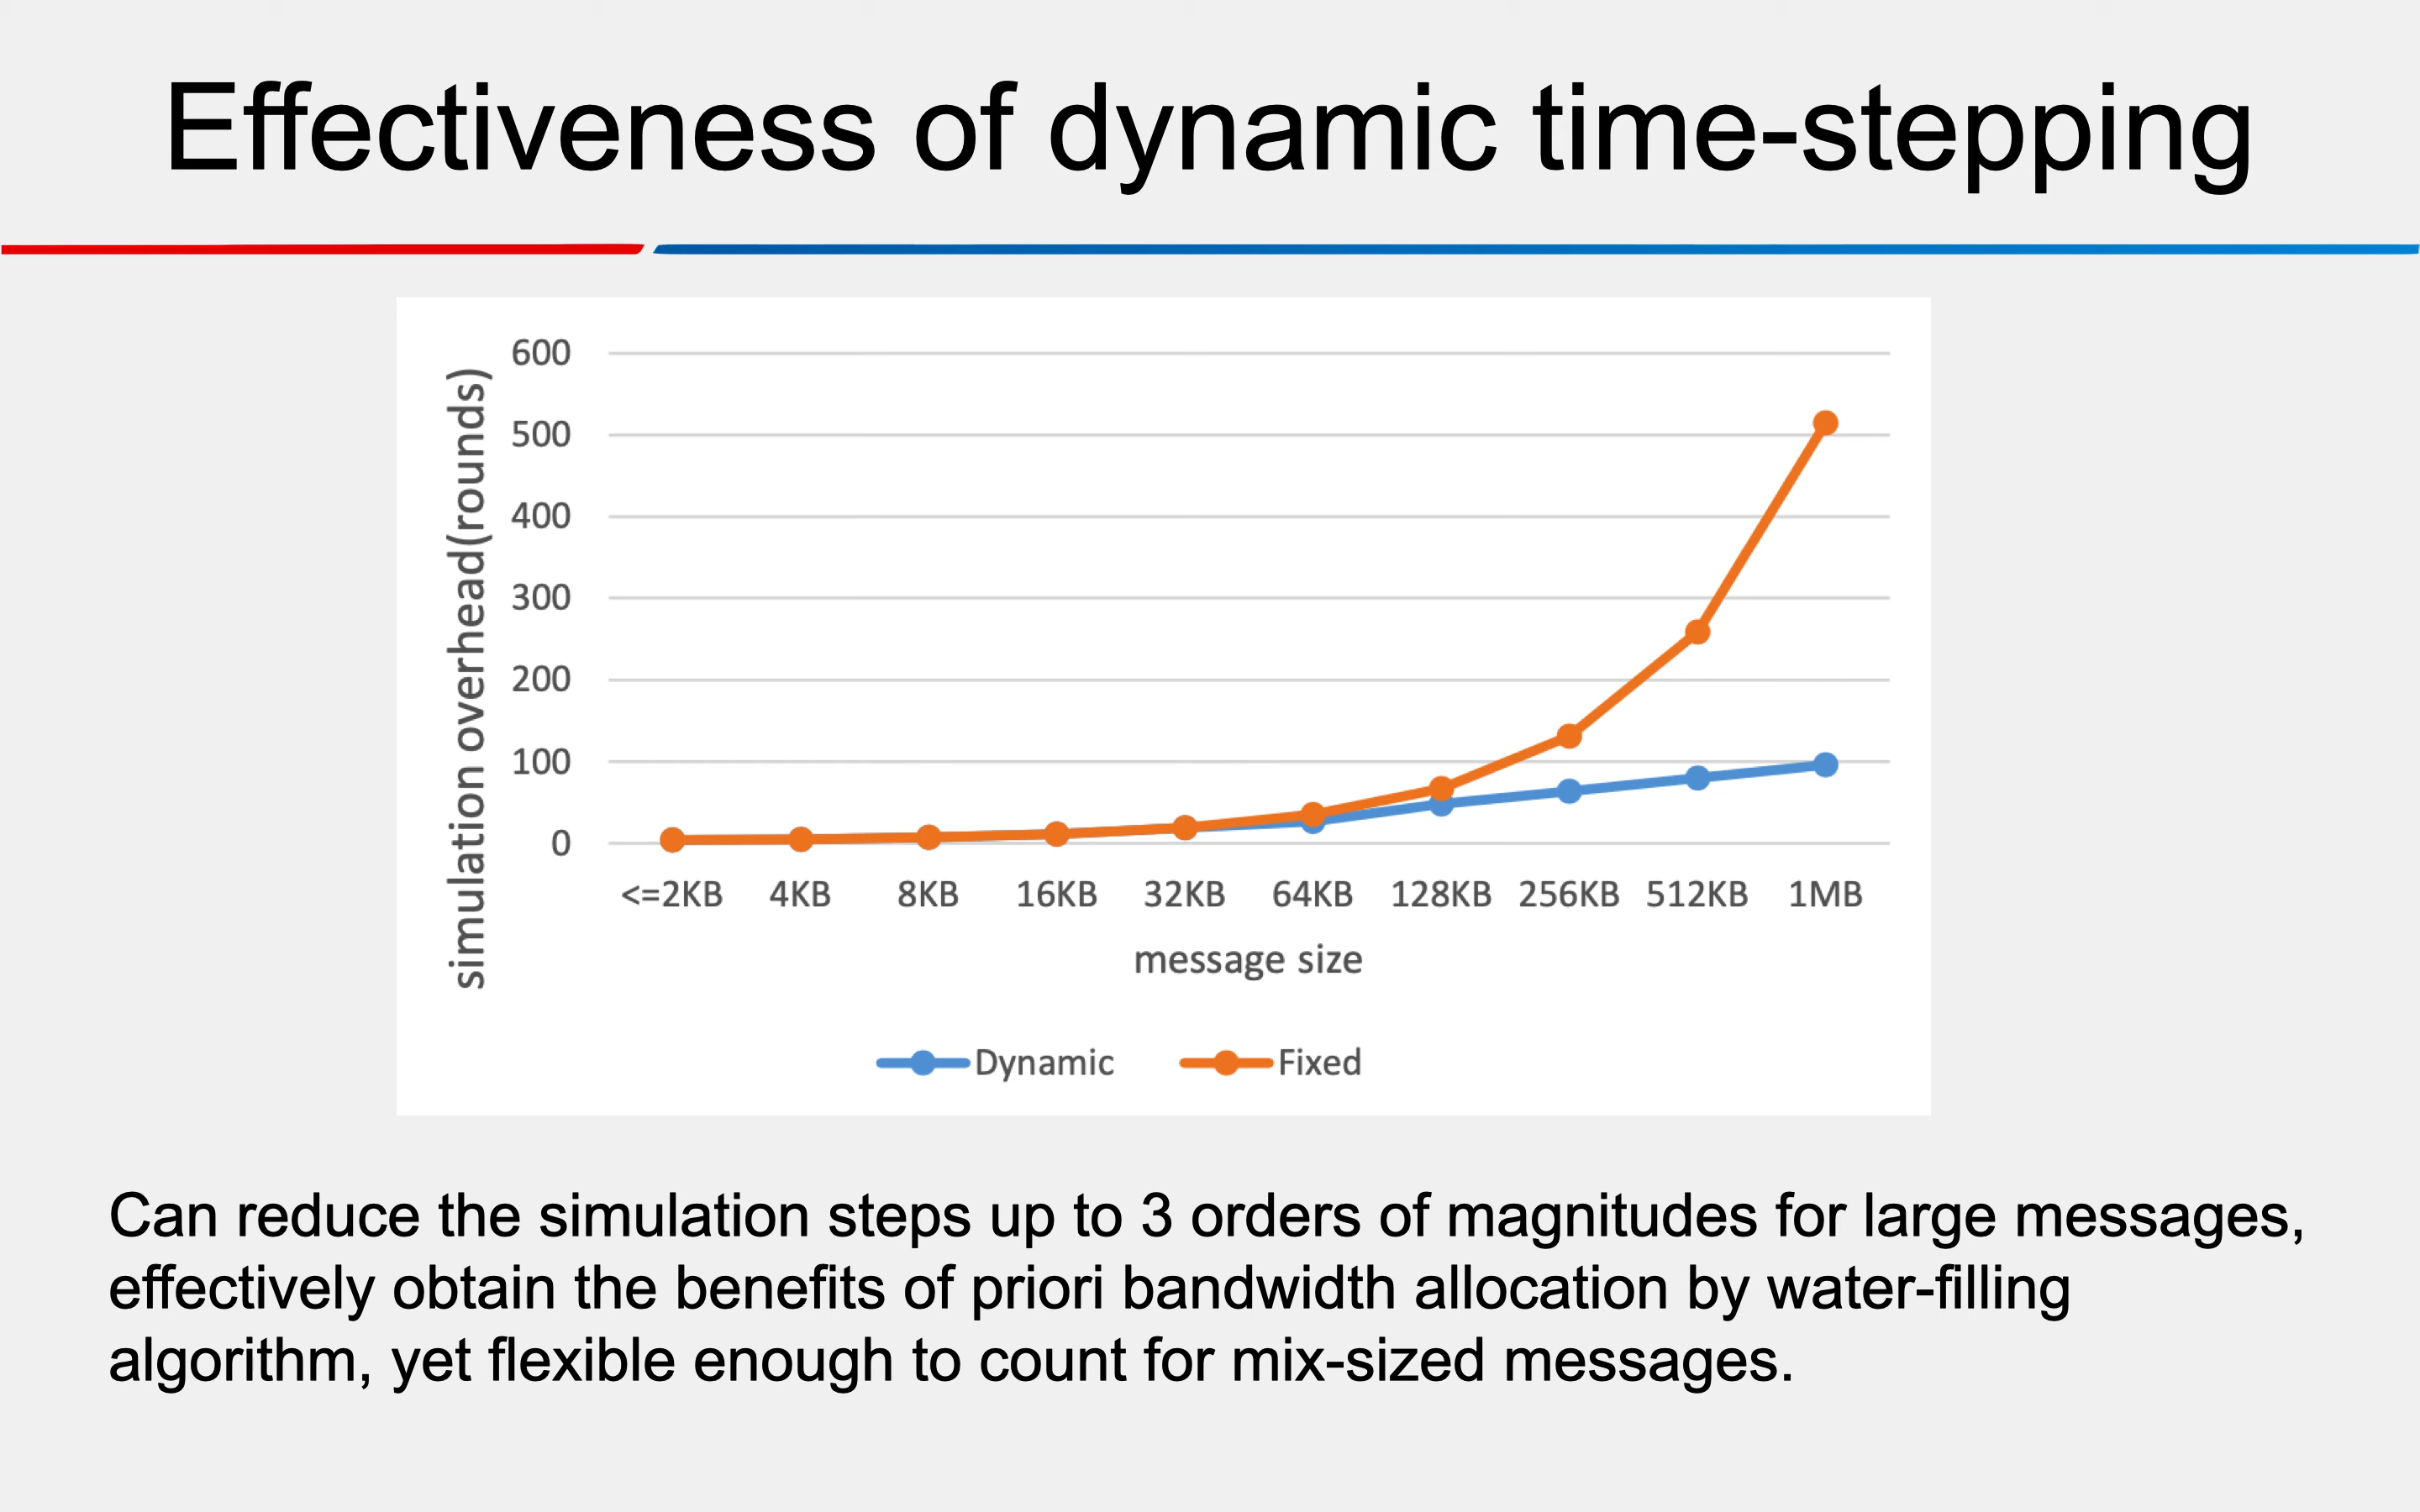 Effectiveness of dynamic time-stepping
simulation overhead(rounds)
600
500
400
300
200
100
0
<=2KB 4KB 8KB 16KB 32KB 64KB 128KB 256KB 512KB 1MB
message size
Dynamic Fixed
Can reduce the simulation steps up to 3 orders of magnitudes for large messages,
effectively obtain the benefits of priori bandwidth allocation by water-filling
algorithm, yet flexible enough to count for mix-sized messages.